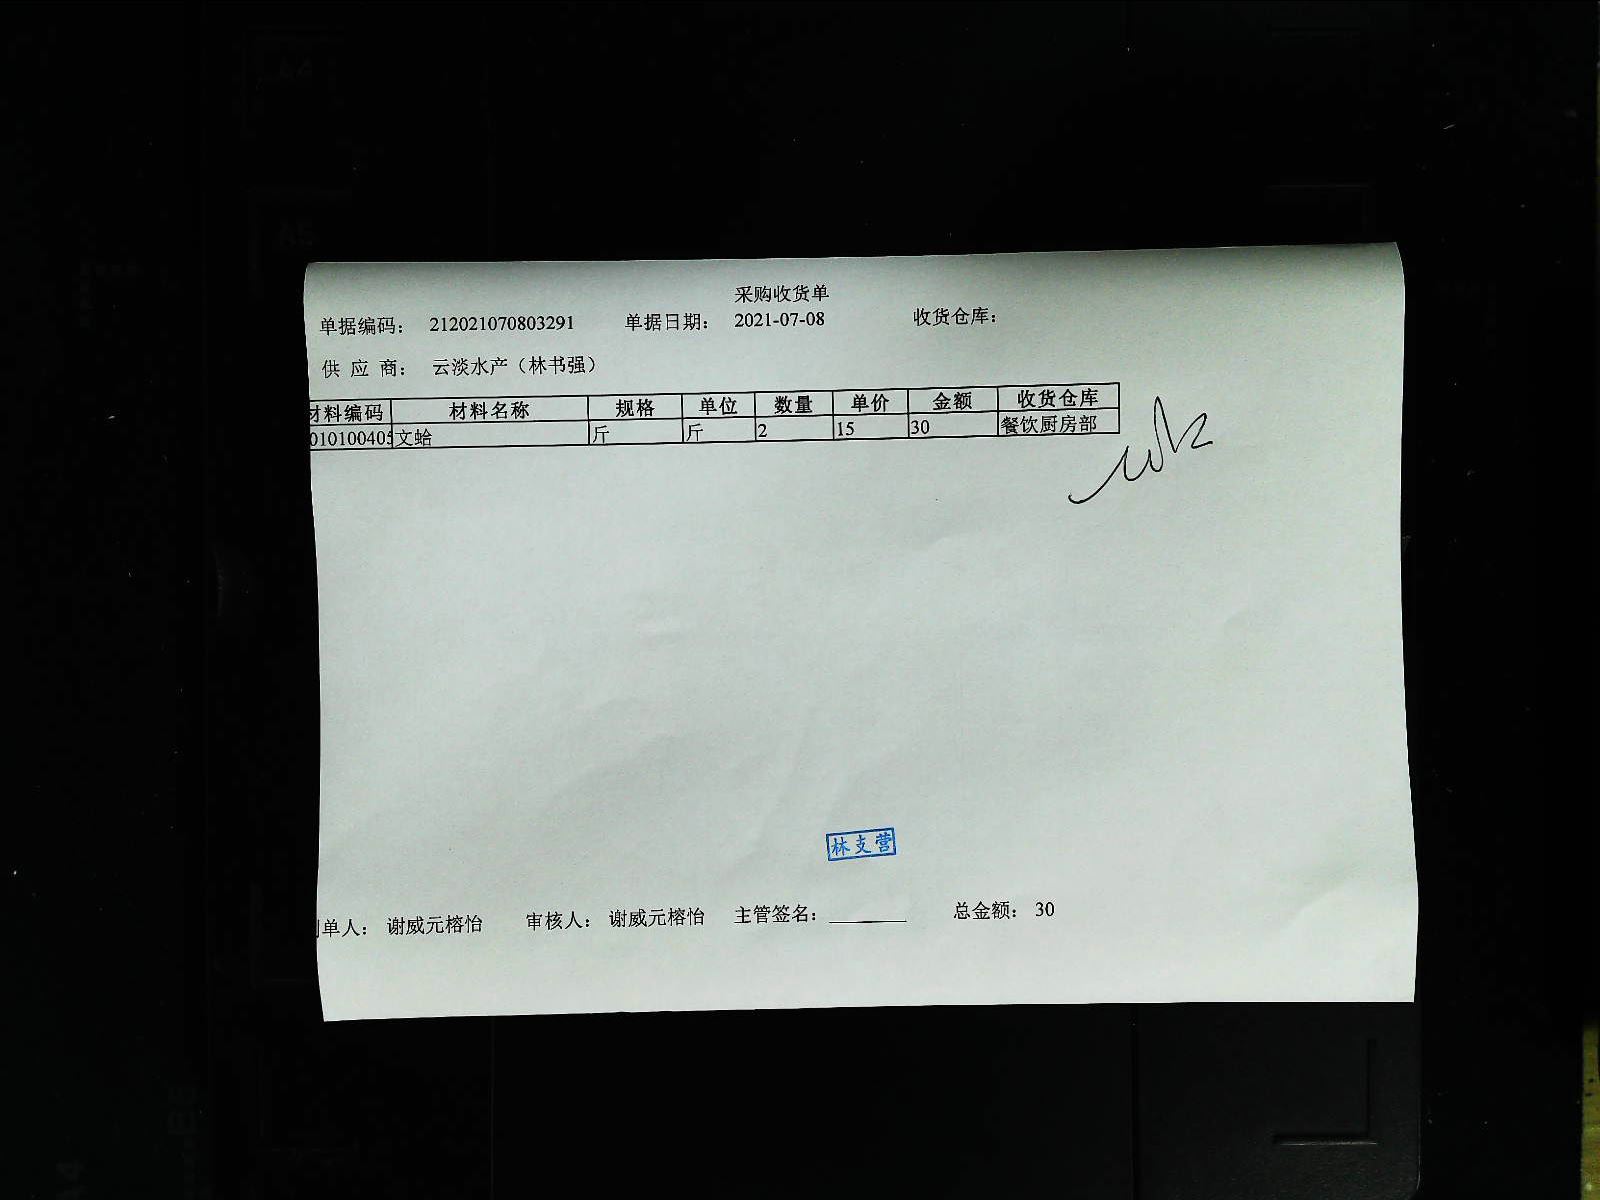 采购收货单
单据编码： 212021070803291 单据日期： 2021-07-08 收货仓库：
供 应 商： 云淡水产（林书强）
材料编码 材料名称 规格 单位 数量 单价 金额 收货仓库
010100405 文蛤 斤 斤 2 15 30 餐饮厨房部
林支营
制单人： 谢威元榕怡 审核人： 谢威元榕怡 主管签名： 总金额： 30